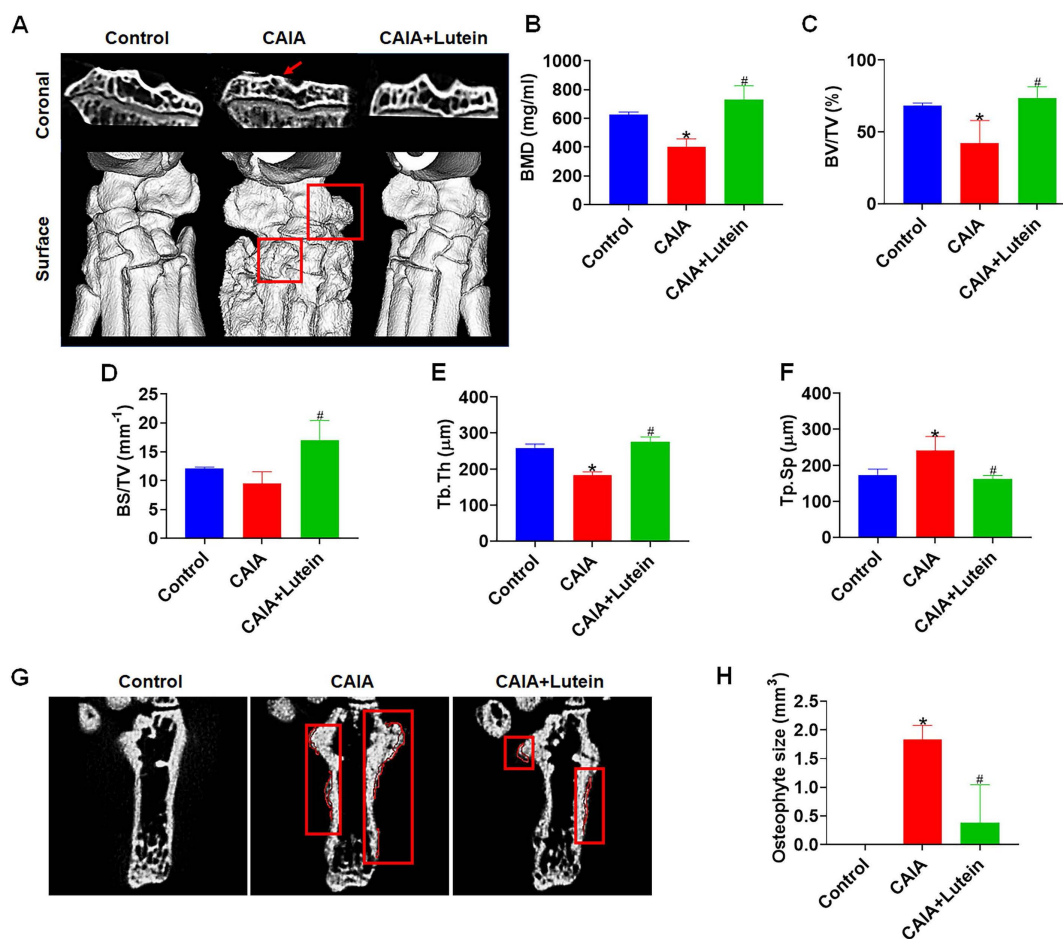 A
Control CAIA CAIA+Lutein
Coronal
Surface
B
BMD (mg/ml)
1000
800
600
400
200
0
*
#
Control
CAIA
CAIA+Lutein
C
BV/TV (%)
100
50
0
*
#
Control
CAIA
CAIA+Lutein
D
BS/TV (mm⁻¹)
25
20
15
10
5
0
#
Control
CAIA
CAIA+Lutein
E
Tb.Th (μm)
400
300
200
100
0
*
#
Control
CAIA
CAIA+Lutein
F
Tp.Sp (μm)
400
300
200
100
0
*
#
Control
CAIA
CAIA+Lutein
G
Control CAIA CAIA+Lutein
H
Osteophyte size (mm³)
2.5
2.0
1.5
1.0
0.5
0.0
*
#
Control
CAIA
CAIA+Lutein